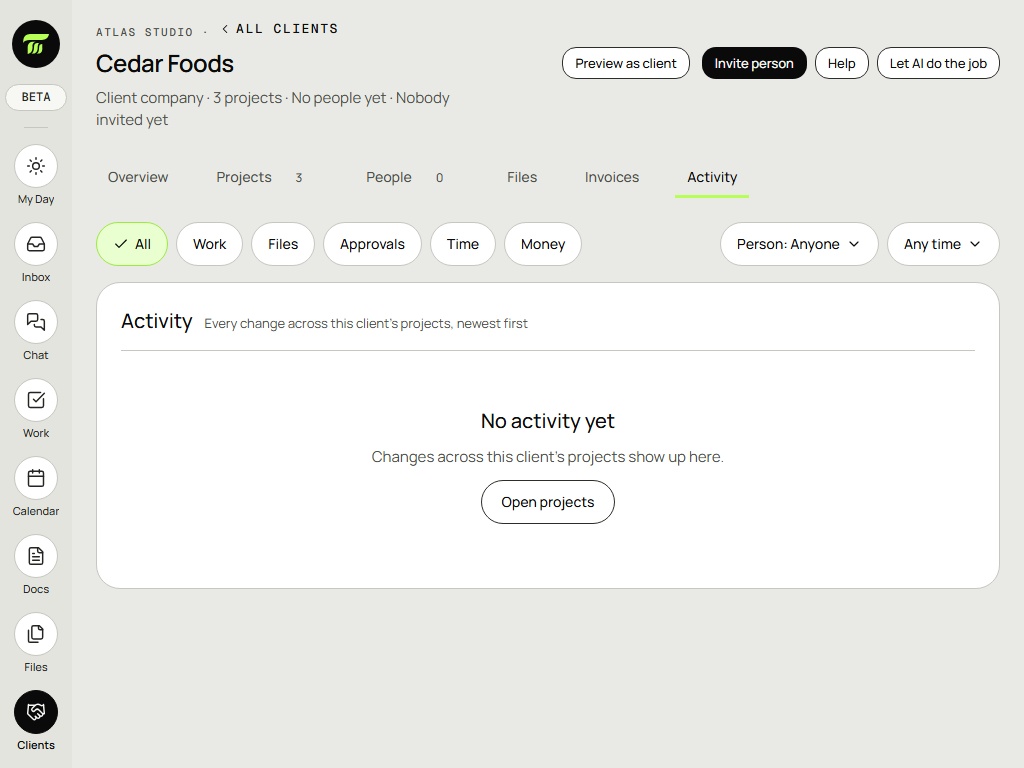 ATLAS STUDIO · ALL CLIENTS
Cedar Foods
Client company · 3 projects · No people yet · Nobody
invited yet
Preview as client
Invite person
Help
Let AI do the job
BETA
My Day
Inbox
Chat
Work
Calendar
Docs
Files
Clients
Overview
Projects 3
People 0
Files
Invoices
Activity
All
Work
Files
Approvals
Time
Money
Person: Anyone
Any time
Activity Every change across this client's projects, newest first
No activity yet
Changes across this client's projects show up here.
Open projects